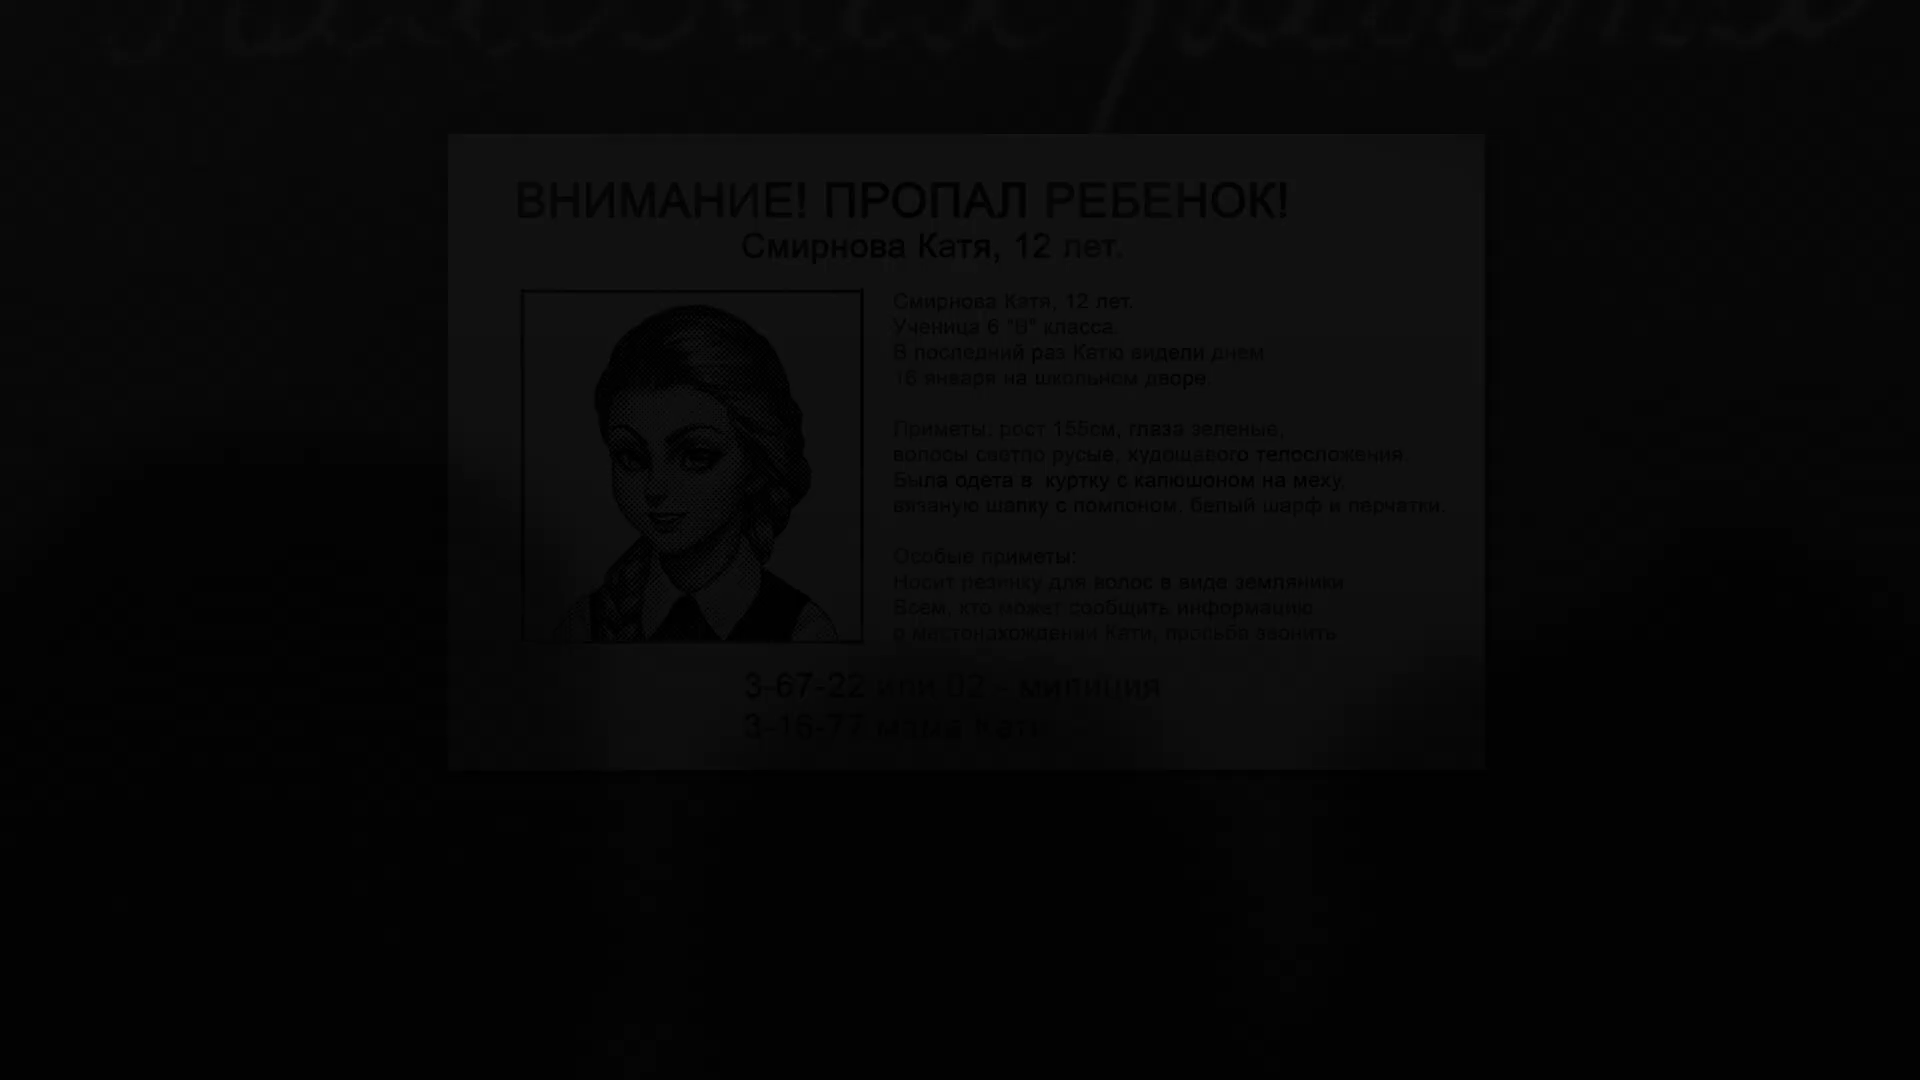 ВНИМАНИЕ! ПРОПАЛ РЕБЕНОК!
Смирнова Катя, 12 лет.
Смирнова Катя, 12 лет.
Ученица 6 "В" класса.
В последний раз Катю видели днем
16 января на школьном дворе.
Приметы: рост 155см, глаза зеленые,
волосы светло русые, худощавого телосложения.
Была одета в куртку с капюшоном на меху,
вязаную шапку с помпоном, белый шарф и перчатки.
Особые приметы:
Носит резинку для волос в виде земляники
Всем, кто может сообщить информацию
о местонахождении Кати, просьба звонить
3-67-22 или 02 - милиция
3-15-77 мама Кати